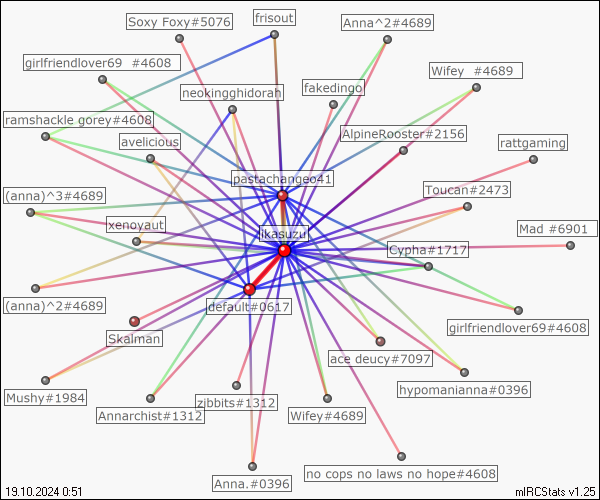 Soxy Foxy#5076
frisout
Anna^2#4689
girlfriendlover69 #4608
Wifey #4689
neokingghidorah
fakedingo
ramshackle gorey#4608
avelicious
AlpineRooster#2156
rattgaming
pastachangeo41
(anna)^3#4689
Toucan#2473
xenoyaut
ikasuzu
Mad #6901
Cypha#1717
(anna)^2#4689
default#0617
Skalman
girlfriendlover69#4608
ace deucy#7097
Mushy#1984
hypomanianna#0396
Annarchist#1312
zibbits#1312
Wifey#4689
Anna.#0396
no cops no laws no hope#4608
19.10.2024 0:51
mIRCStats v1.25